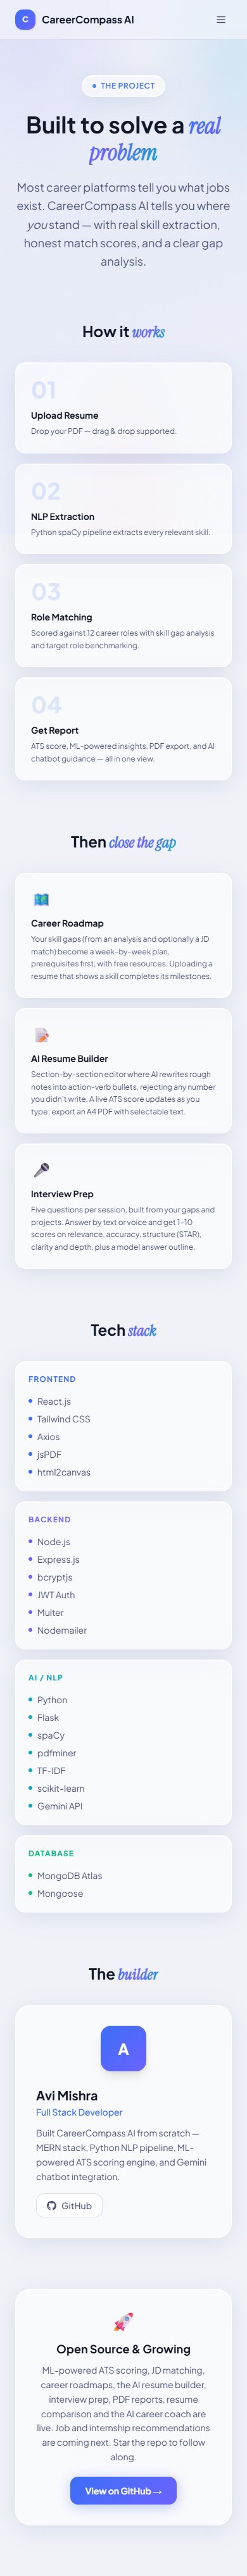 C CareerCompass AI
THE PROJECT
Built to solve a real
problem
Most career platforms tell you what jobs
exist. CareerCompass AI tells you where
you stand — with real skill extraction,
honest match scores, and a clear gap
analysis.
How it works
01
Upload Resume
Drop your PDF — drag & drop supported.
02
NLP Extraction
Python spaCy pipeline extracts every relevant skill.
03
Role Matching
Scored against 12 career roles with skill gap analysis
and target role benchmarking.
04
Get Report
ATS score, ML-powered insights, PDF export, and AI
chatbot guidance — all in one view.
Then close the gap
Career Roadmap
Your skill gaps (from an analysis and optionally a JD
match) become a week-by-week plan,
prerequisites first, with free resources. Uploading a
resume that shows a skill completes its milestones.
AI Resume Builder
Section-by-section editor where AI rewrites rough
notes into action-verb bullets, rejecting any number
you didn't write. A live ATS score updates as you
type; export an A4 PDF with selectable text.
Interview Prep
Five questions per session, built from your gaps and
projects. Answer by text or voice and get 1–10
scores on relevance, accuracy, structure (STAR),
clarity and depth, plus a model answer outline.
Tech stack
FRONTEND
React.js
Tailwind CSS
Axios
jsPDF
html2canvas
BACKEND
Node.js
Express.js
bcryptjs
JWT Auth
Multer
Nodemailer
AI / NLP
Python
Flask
spaCy
pdfminer
TF-IDF
scikit-learn
Gemini API
DATABASE
MongoDB Atlas
Mongoose
The builder
A
Avi Mishra
Full Stack Developer
Built CareerCompass AI from scratch —
MERN stack, Python NLP pipeline, ML-
powered ATS scoring engine, and Gemini
chatbot integration.
GitHub
Open Source & Growing
ML-powered ATS scoring, JD matching,
career roadmaps, the AI resume builder,
interview prep, PDF reports, resume
comparison and the AI career coach are
live. Job and internship recommendations
are coming next. Star the repo to follow
along.
View on GitHub →